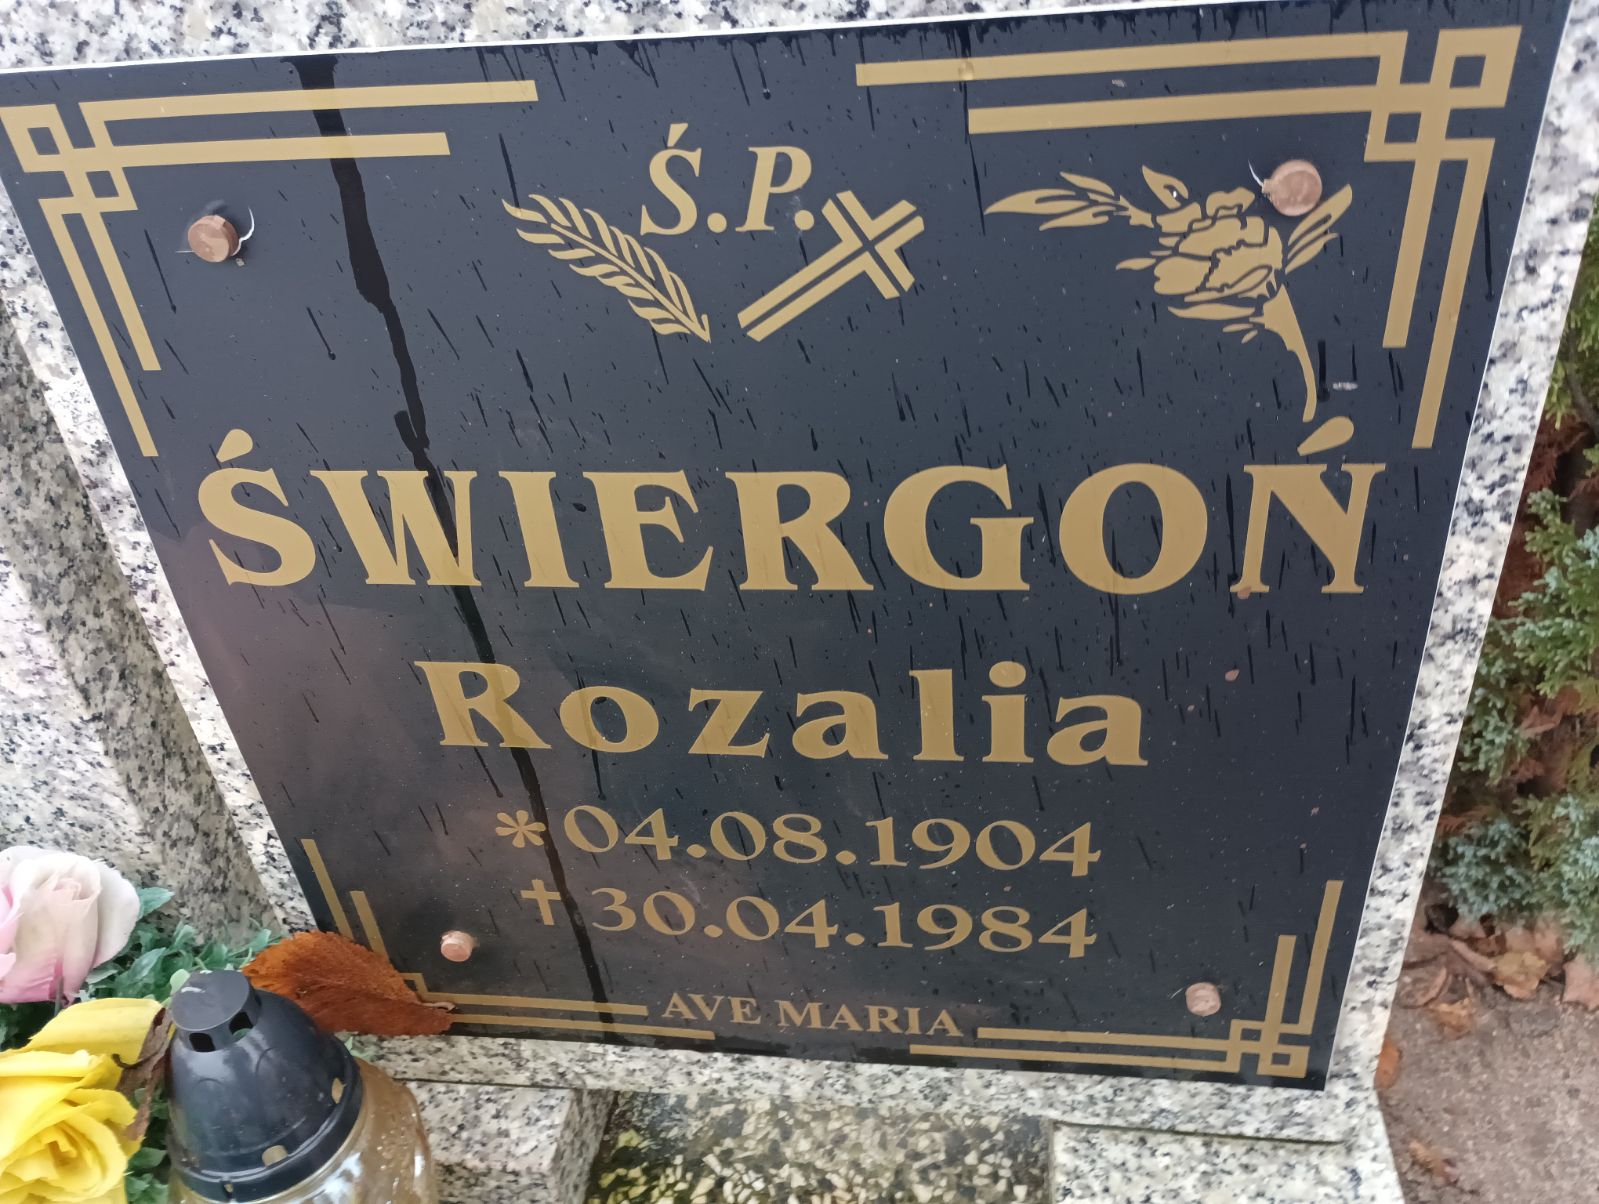 Ś.P.
ŚWIERGOŃ
Rozalia
* 04.08.1904
† 30.04.1984
AVE MARIA